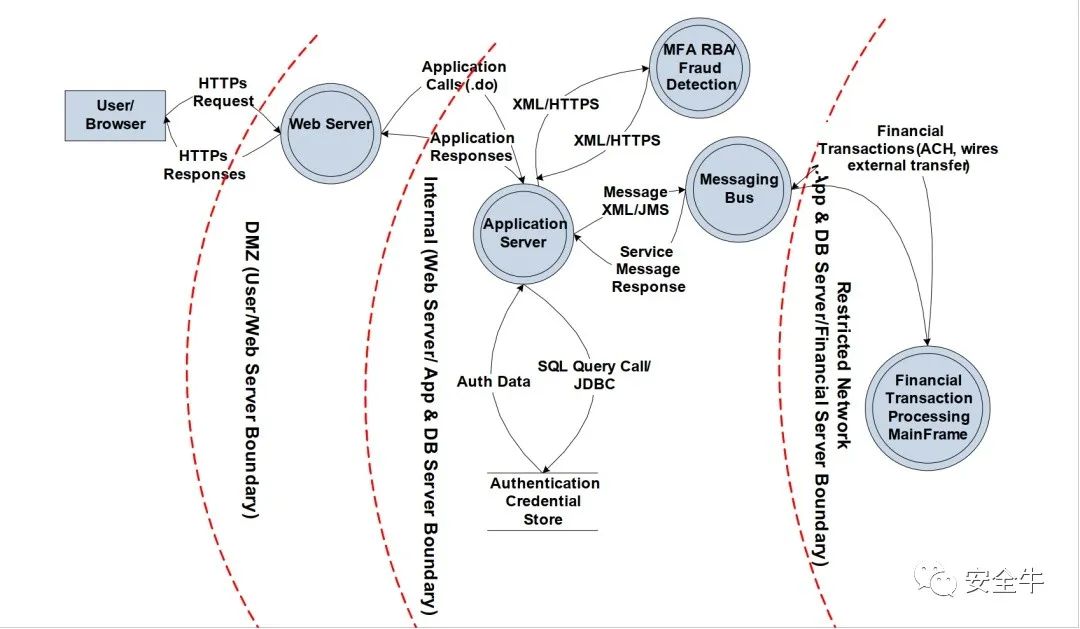 User/
Browser
HTTPs
Request
HTTPs
Responses
Web Server
DMZ (User/Web Server Boundary)
Application
Calls (.do)
Application
Responses
Internal (Web Server/ App & DB Server Boundary)
XML/HTTPS
XML/HTTPS
MFA RBA/
Fraud
Detection
Application
Server
Message
XML/JMS
Service
Message
Response
Messaging
Bus
Auth Data
SQL Query Call/
JDBC
Authentication
Credential
Store
Financial
Transactions(ACH, wires
external transfer)
Restricted Network
App & DB Server/Financial Server Boundary)
Financial
Transaction
Processing
MainFrame
安全牛